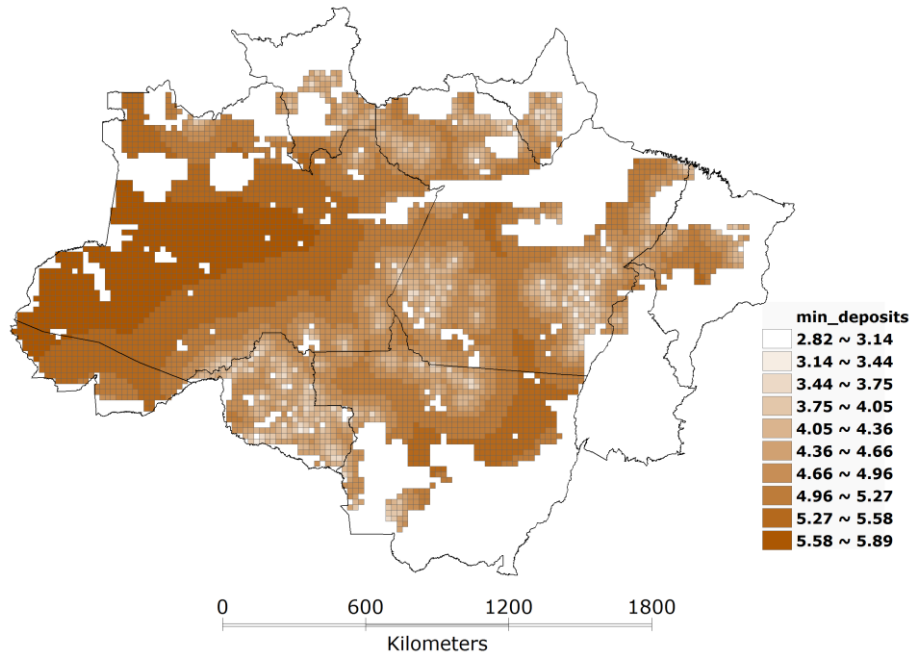 min_deposits
2.82 ~ 3.14
3.14 ~ 3.44
3.44 ~ 3.75
3.75 ~ 4.05
4.05 ~ 4.36
4.36 ~ 4.66
4.66 ~ 4.96
4.96 ~ 5.27
5.27 ~ 5.58
5.58 ~ 5.89
0 600 1200 1800
Kilometers